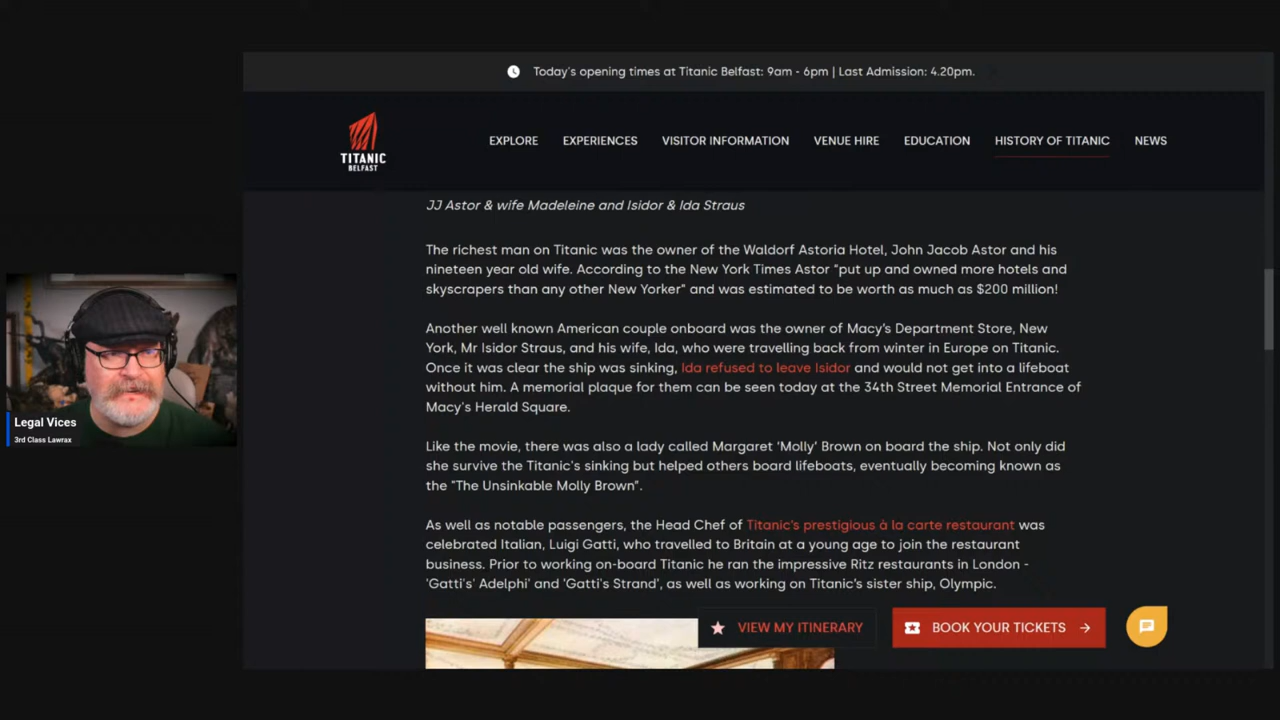 Today's opening times at Titanic Belfast: 9am - 6pm | Last Admission: 4.20pm.
TITANIC
BELFAST
EXPLORE
EXPERIENCES
VISITOR INFORMATION
VENUE HIRE
EDUCATION
HISTORY OF TITANIC
NEWS
JJ Astor & wife Madeleine and Isidor & Ida Straus
The richest man on Titanic was the owner of the Waldorf Astoria Hotel, John Jacob Astor and his
nineteen year old wife. According to the New York Times Astor "put up and owned more hotels and
skyscrapers than any other New Yorker" and was estimated to be worth as much as $200 million!
Another well known American couple onboard was the owner of Macy's Department Store, New
York, Mr Isidor Straus, and his wife, Ida, who were travelling back from winter in Europe on Titanic.
Once it was clear the ship was sinking, Ida refused to leave Isidor and would not get into a lifeboat
without him. A memorial plaque for them can be seen today at the 34th Street Memorial Entrance of
Macy's Herald Square.
Like the movie, there was also a lady called Margaret 'Molly' Brown on board the ship. Not only did
she survive the Titanic's sinking but helped others board lifeboats, eventually becoming known as
the "The Unsinkable Molly Brown".
As well as notable passengers, the Head Chef of Titanic's prestigious à la carte restaurant was
celebrated Italian, Luigi Gatti, who travelled to Britain at a young age to join the restaurant
business. Prior to working on-board Titanic he ran the impressive Ritz restaurants in London -
'Gatti's' Adelphi' and 'Gatti's Strand', as well as working on Titanic's sister ship, Olympic.
VIEW MY ITINERARY
BOOK YOUR TICKETS →
Legal Vices
3rd Class Lawrax